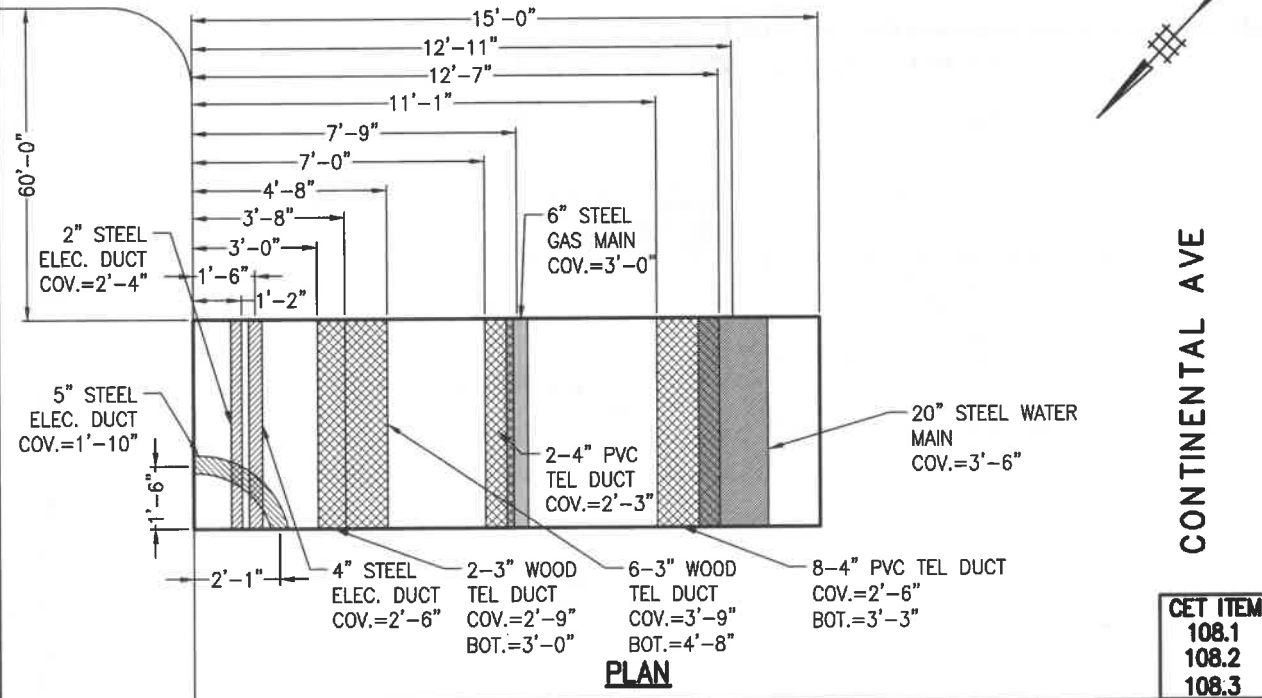 15'-0"
12'-11"
12'-7"
11'-1"
7'-9"
7'-0"
4'-8"
3'-8"
3'-0"
1'-6"
1'-2"
60'-0"
2" STEEL
ELEC. DUCT
COV.=2'-4"
6" STEEL
GAS MAIN
COV.=3'-0"
5" STEEL
ELEC. DUCT
COV.=1'-10"
1'-6"
2'-1"
2-4" PVC
TEL DUCT
COV.=2'-3"
20" STEEL WATER
MAIN
COV.=3'-6"
4" STEEL
ELEC. DUCT
COV.=2'-6"
2-3" WOOD
TEL DUCT
COV.=2'-9"
BOT.=3'-0"
6-3" WOOD
TEL DUCT
COV.=3'-9"
BOT.=4'-8"
8-4" PVC TEL DUCT
COV.=2'-6"
BOT.=3'-3"
PLAN
CONTINENTAL AVE
CET ITEM
108.1
108.2
108.3